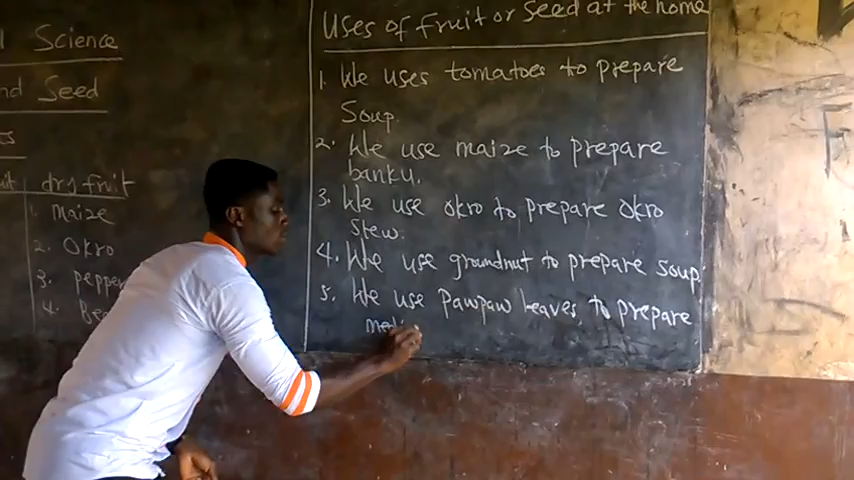 Science
and Seed
dry fruit
1. maize
2. Okro
3. Pepper
4.
Uses of fruit or seed at the home
1. We uses tomatoes to prepare
Soup.
2. We use maize to prepare
banku.
3. We use okro to prepare okro
stew.
4. We use groundnut to prepare soup,
5. We use pawpaw leaves to prepare